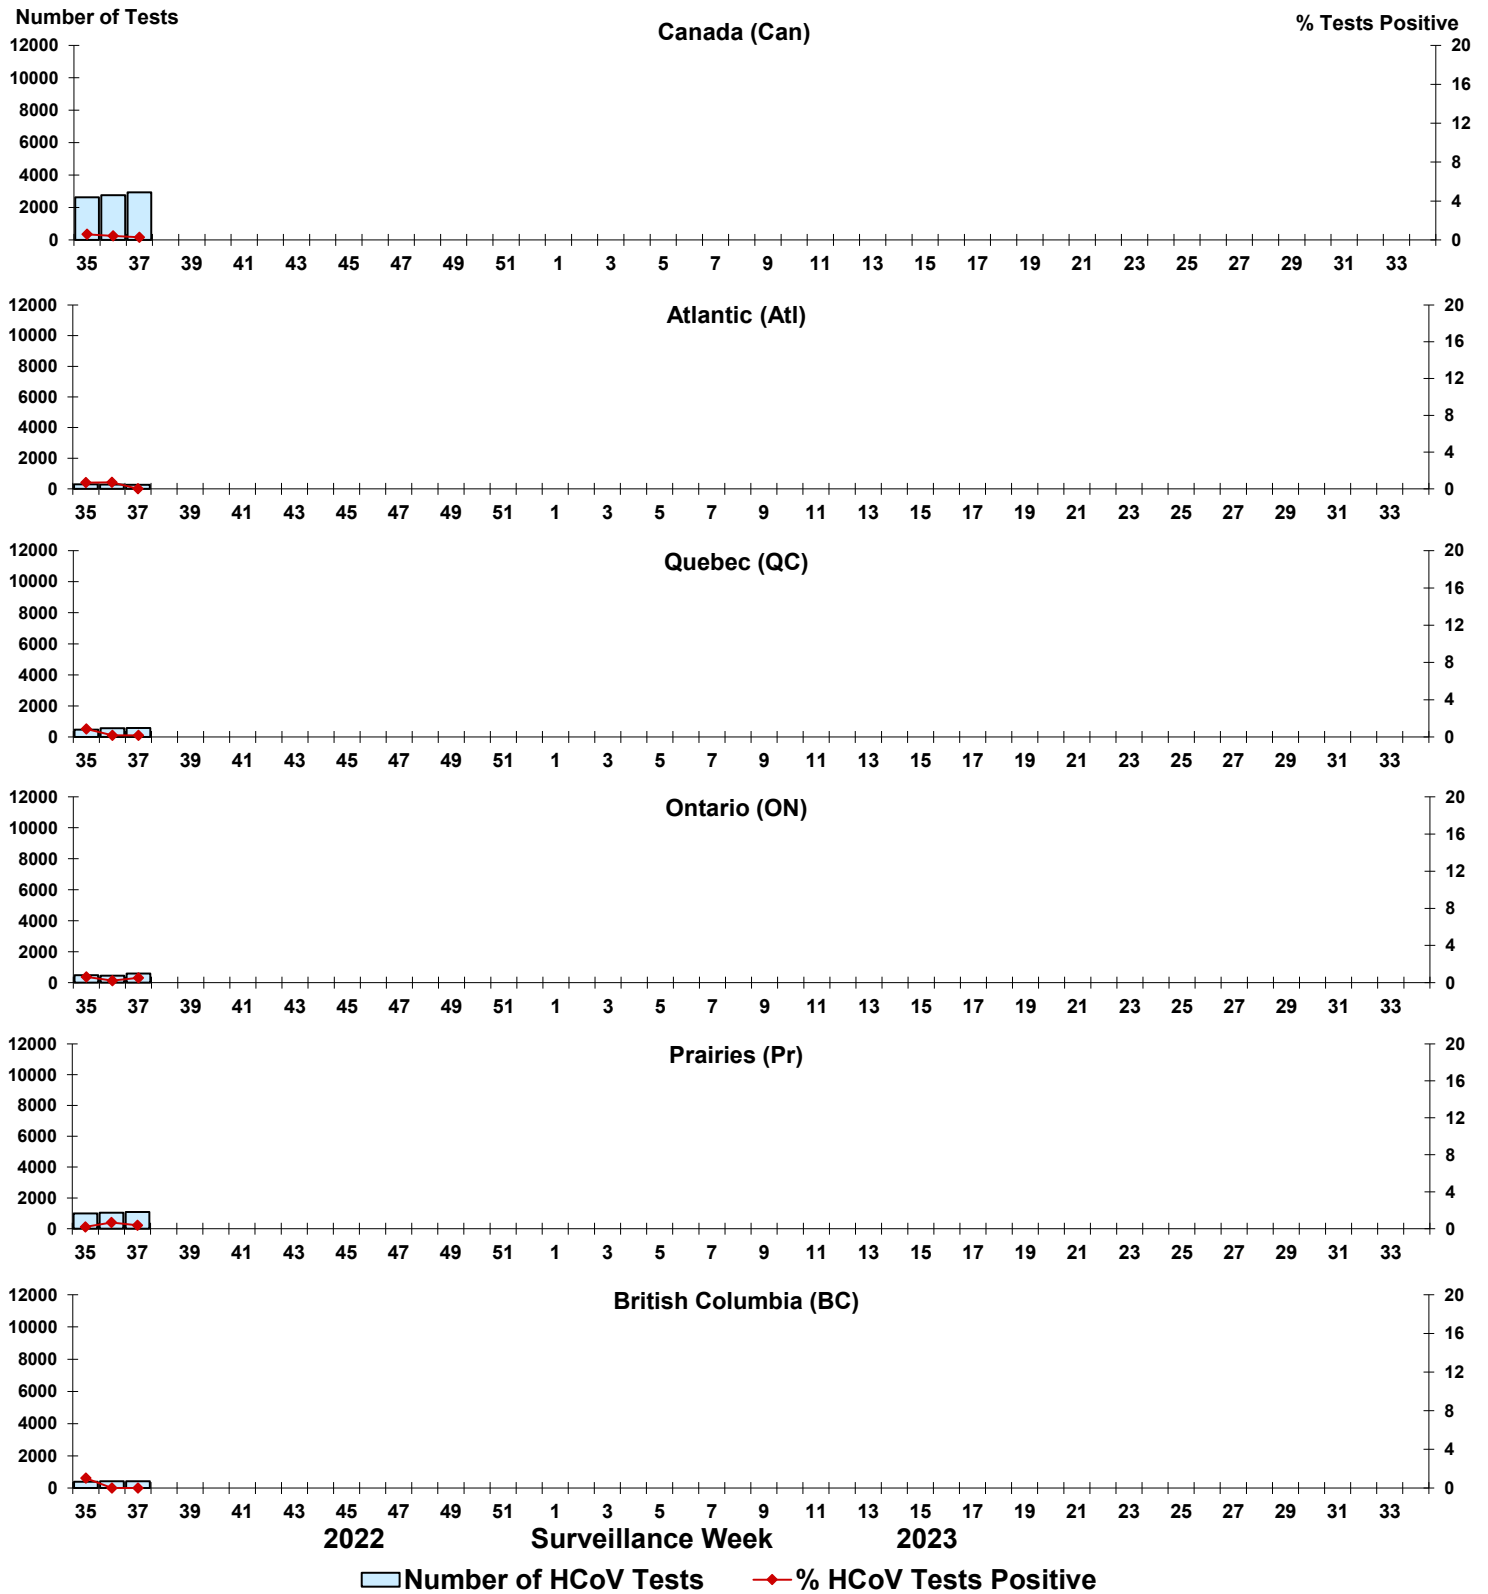 Number of Tests
Canada (Can)
% Tests Positive
12000 20
10000 16
8000
6000 12
4000 8
2000 4
0 0
35 37 39 41 43 45 47 49 51 1 3 5 7 9 11 13 15 17 19 21 23 25 27 29 31 33
Atlantic (Atl)
12000 20
10000 16
8000 12
6000
4000 8
2000 4
0 0
35 37 39 41 43 45 47 49 51 1 3 5 7 9 11 13 15 17 19 21 23 25 27 29 31 33
Quebec (QC)
12000 20
10000 16
8000 12
6000
4000 8
2000 4
0 0
35 37 39 41 43 45 47 49 51 1 3 5 7 9 11 13 15 17 19 21 23 25 27 29 31 33
Ontario (ON)
12000 20
10000 16
8000 12
6000
4000 8
2000 4
0 0
35 37 39 41 43 45 47 49 51 1 3 5 7 9 11 13 15 17 19 21 23 25 27 29 31 33
Prairies (Pr)
12000 20
10000 16
8000 12
6000
4000 8
2000 4
0 0
35 37 39 41 43 45 47 49 51 1 3 5 7 9 11 13 15 17 19 21 23 25 27 29 31 33
British Columbia (BC)
12000 20
10000 16
8000 12
6000
4000 8
2000 4
0 0
35 37 39 41 43 45 47 49 51 1 3 5 7 9 11 13 15 17 19 21 23 25 27 29 31 33
2022 Surveillance Week 2023
Number of HCoV Tests % HCoV Tests Positive